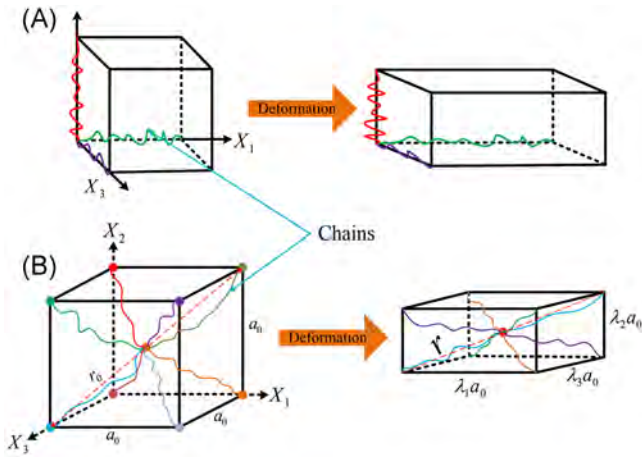 (A)
Deformation
X₁
X₃
Chains
(B)
X₂
a₀
Deformation
r₀
r
λ₂a₀
λ₃a₀
λ₁a₀
X₁
X₃
a₀
a₀